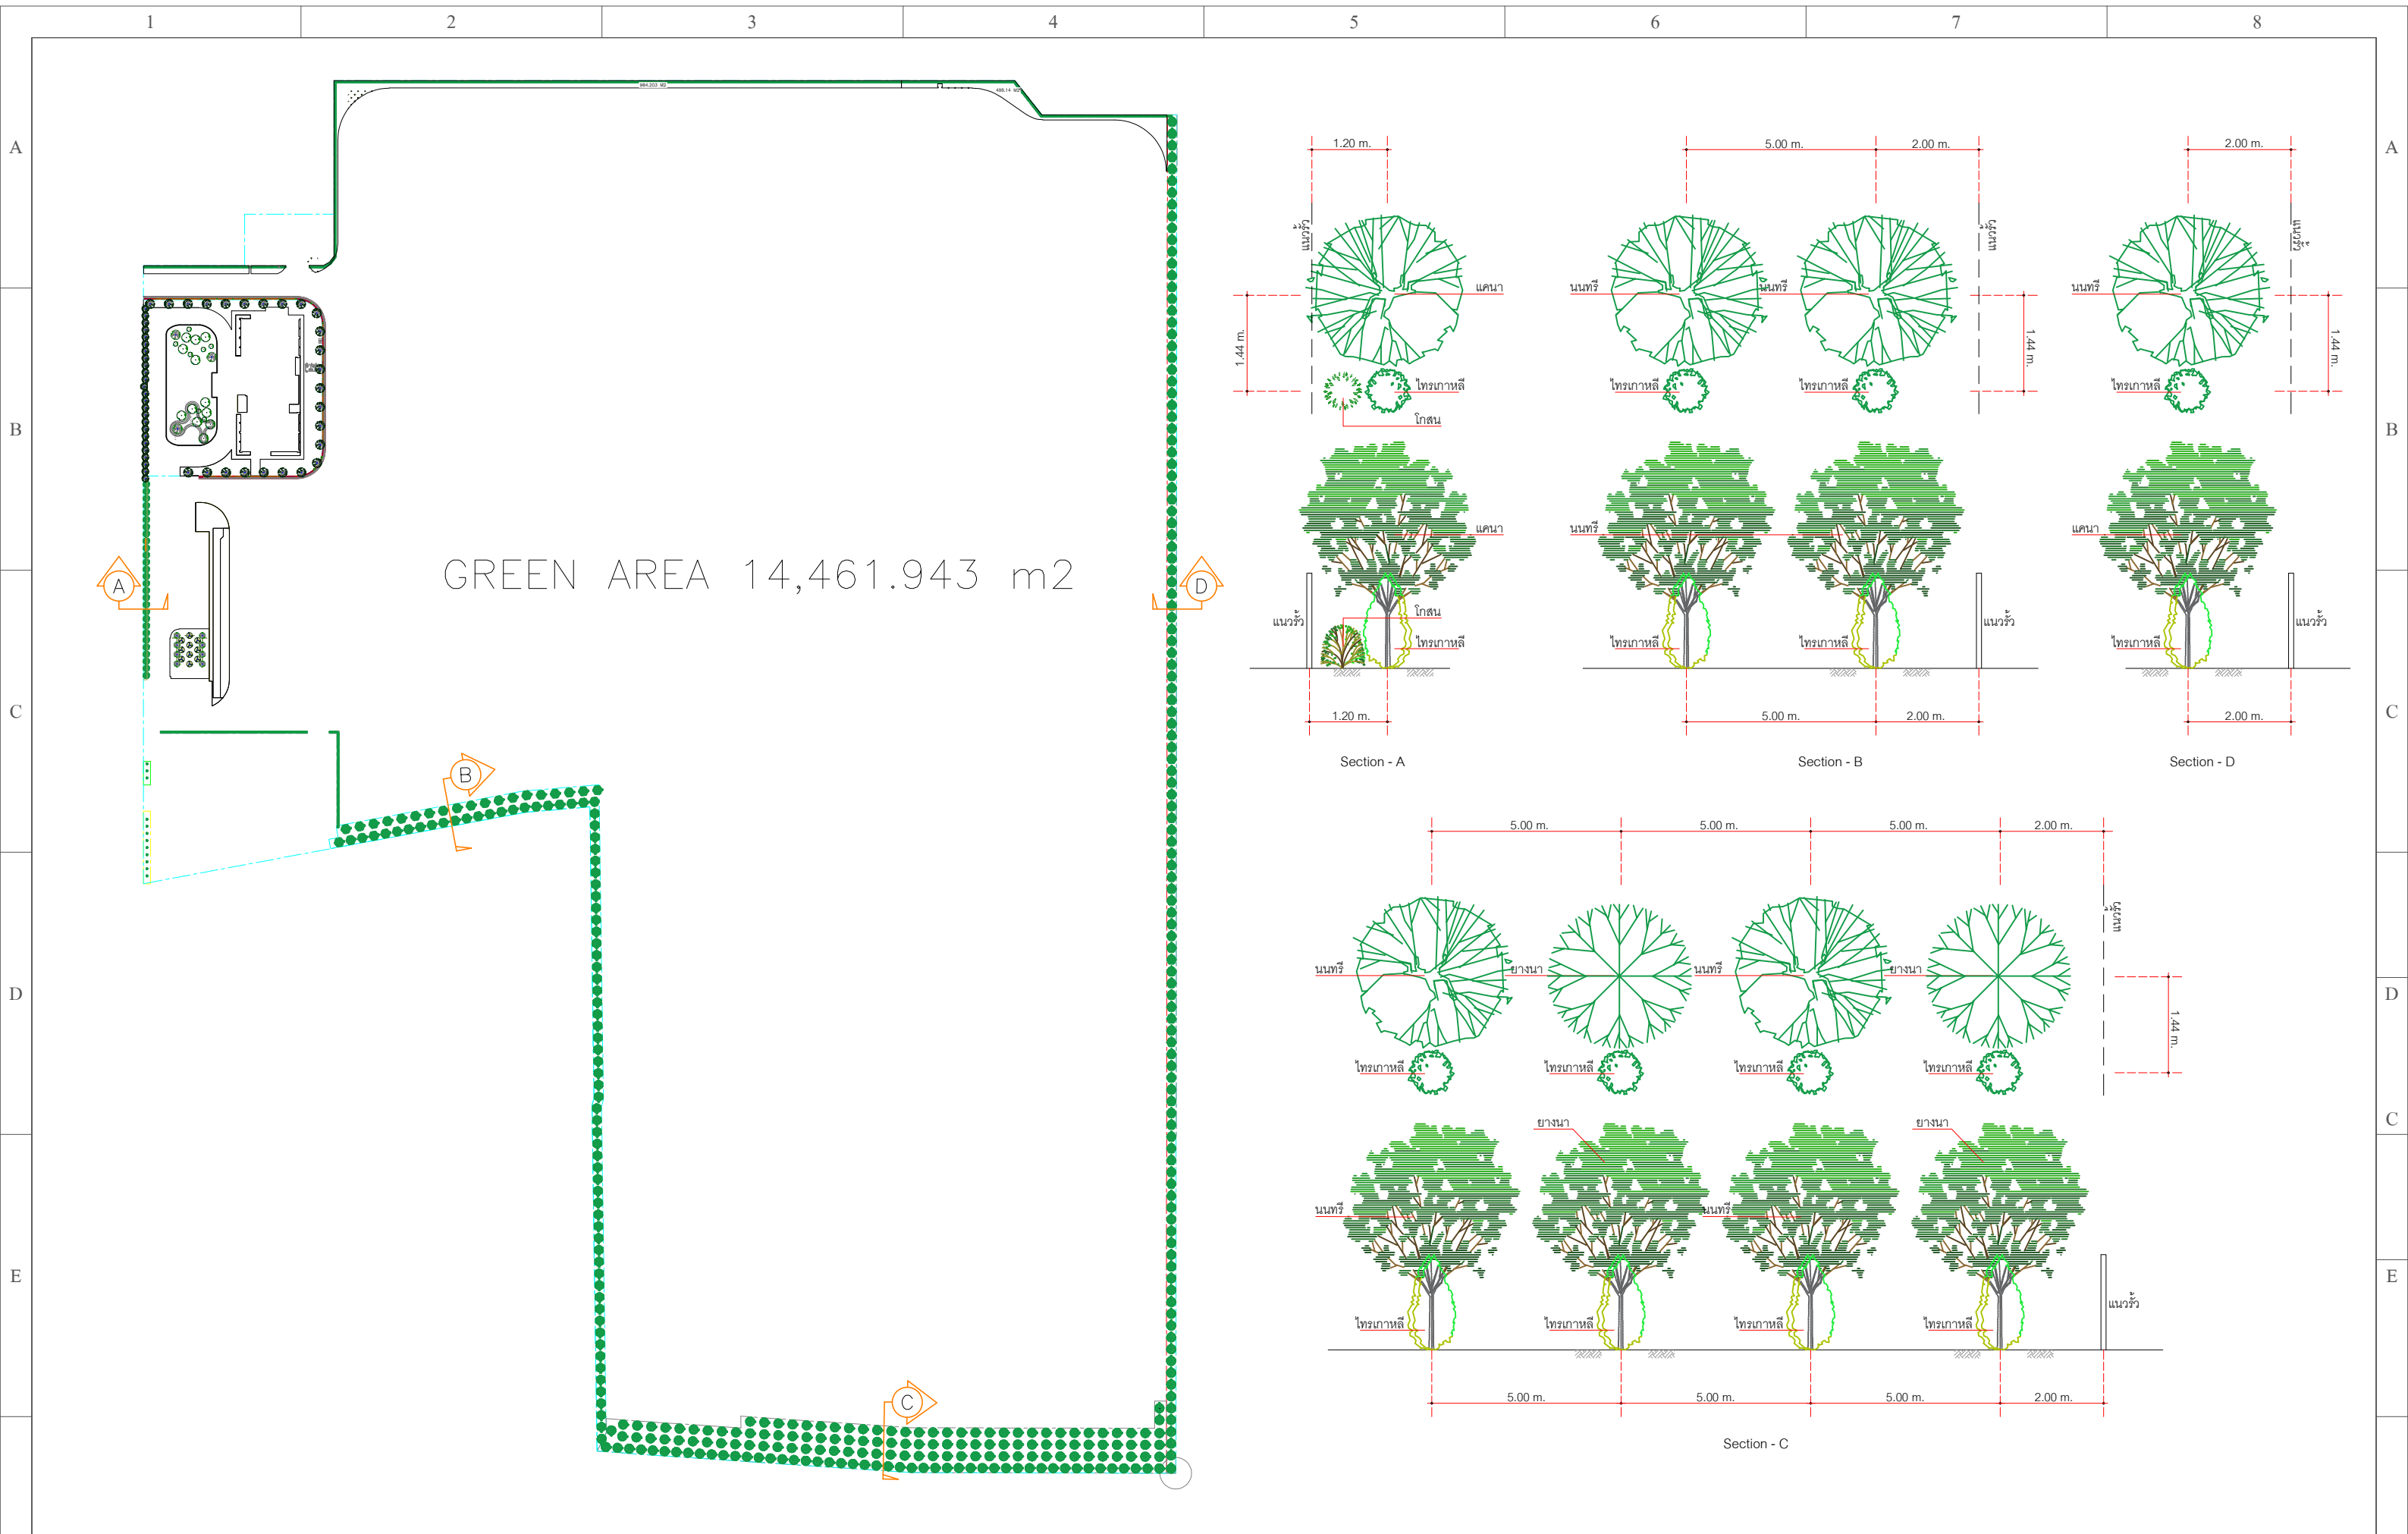 1 2 3 4 5 6 7 8
A
A
B
B
C
C
D
D
C
E
E
984.003 M2
GREEN AREA 14,461.943 m2
A
B
C
D
1.20 m.
แนวรั้ว
แคนา
1.44 m.
ไทรเกาหลี
โกสน
แคนา
โกสน
แนวรั้ว
ไทรเกาหลี
1.20 m.
Section - A
5.00 m. 2.00 m.
แนวรั้ว
นนทรี นนทรี
1.44 m.
ไทรเกาหลี ไทรเกาหลี
นนทรี
แนวรั้ว
ไทรเกาหลี ไทรเกาหลี
5.00 m. 2.00 m.
Section - B
2.00 m.
แนวรั้ว
นนทรี
1.44 m.
ไทรเกาหลี
แคนา
แนวรั้ว
ไทรเกาหลี
2.00 m.
Section - D
5.00 m. 5.00 m. 5.00 m. 2.00 m.
แนวรั้ว
นนทรี ยางนา นนทรี ยางนา
1.44 m.
ไทรเกาหลี ไทรเกาหลี ไทรเกาหลี ไทรเกาหลี
ยางนา ยางนา
นนทรี นนทรี
แนวรั้ว
ไทรเกาหลี ไทรเกาหลี ไทรเกาหลี ไทรเกาหลี
5.00 m. 5.00 m. 5.00 m. 2.00 m.
Section - C